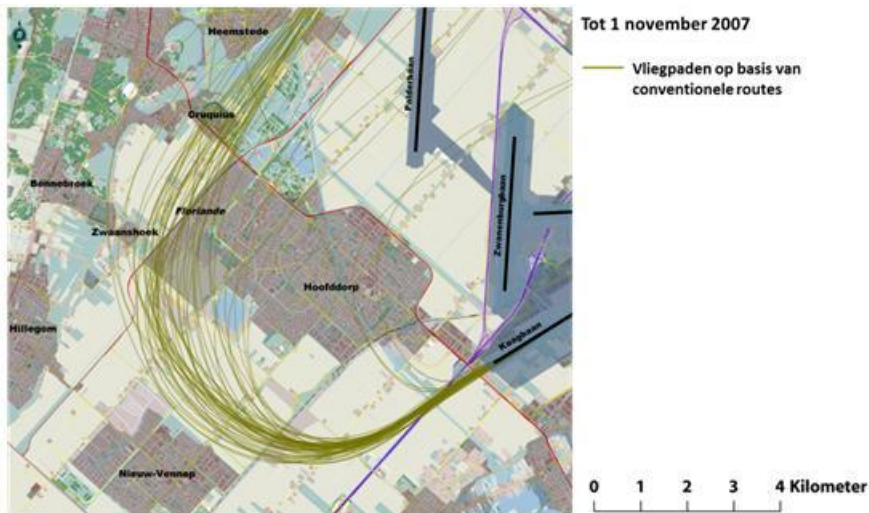 Tot 1 november 2007
Vliegpaden op basis van
conventionele routes
Heemstede
Polderbaan
Cruquius
Bennebroek
Floriande
Zwaanshoek
Zwanenburgbaan
Hoofddorp
Hillegom
Kaagbaan
Nieuw-Vennep
0 1 2 3 4 Kilometer